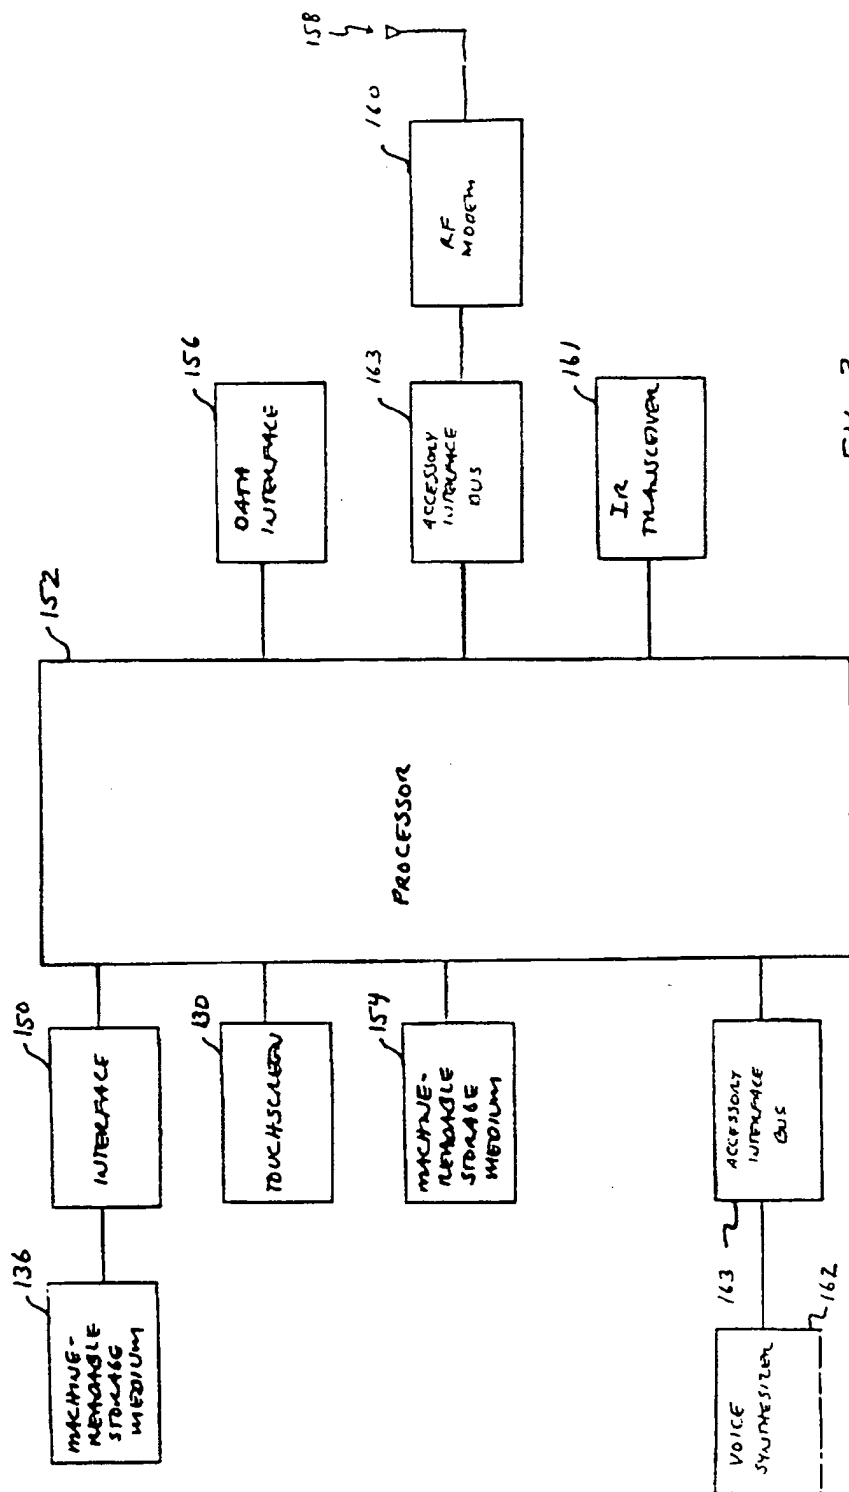 136
MACHINE-
READABLE
STORAGE
MEDIUM
150
INTERFACE
130
TOUCHSCREEN
154
MACHINE-
READABLE
STORAGE
MEDIUM
VOICE
SYNTHESIZER
162
163
ACCESSORY
INTERFACE
BUS
152
PROCESSOR
156
DATA
INTERFACE
163
ACCESSORY
INTERFACE
BUS
160
RF
MODEM
158
161
IR
TRANSCEIVER